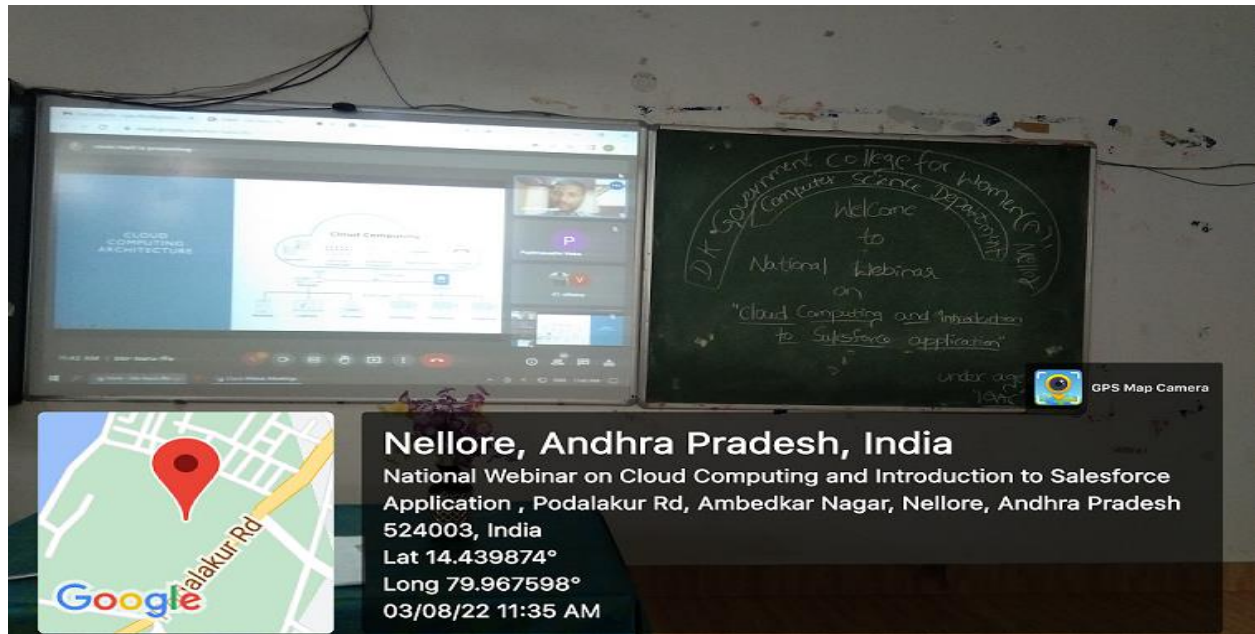 CLOUD
COMPUTING
ARCHITECTURE
Cloud Computing
P
V
DK Government College for Women(A) Nellore
Computer Science Department
Welcome
to
National Webinar
on
"Cloud Computing and Introduction
to Salesforce application"
GPS Map Camera
alakur Rd
Google
Nellore, Andhra Pradesh, India
National Webinar on Cloud Computing and Introduction to Salesforce
Application , Podalakur Rd, Ambedkar Nagar, Nellore, Andhra Pradesh
524003, India
Lat 14.439874°
Long 79.967598°
03/08/22 11:35 AM